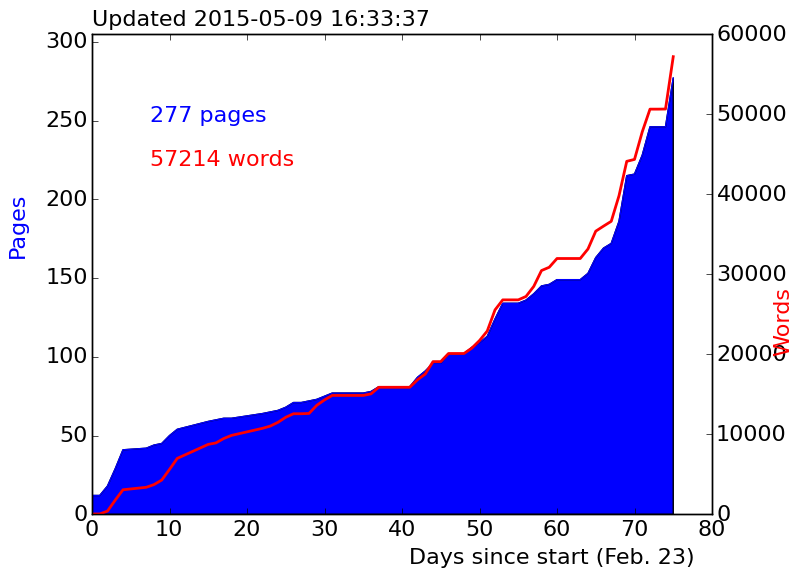 Updated 2015-05-09 16:33:37
300
250
200
150
100
50
0
Pages
277 pages
57214 words
60000
50000
40000
30000
20000
10000
0
Words
0 10 20 30 40 50 60 70 80
Days since start (Feb. 23)